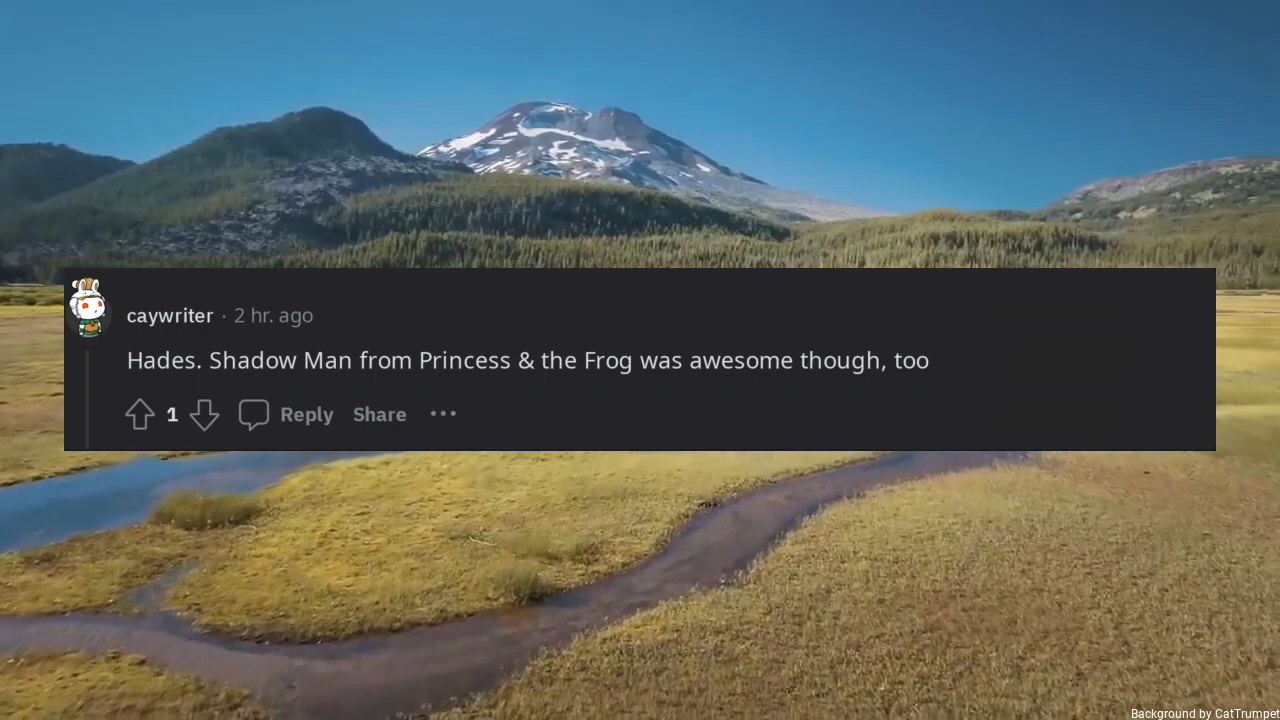 caywriter · 2 hr. ago
Hades. Shadow Man from Princess & the Frog was awesome though, too
1 Reply Share ...
Background by CatTrumpet